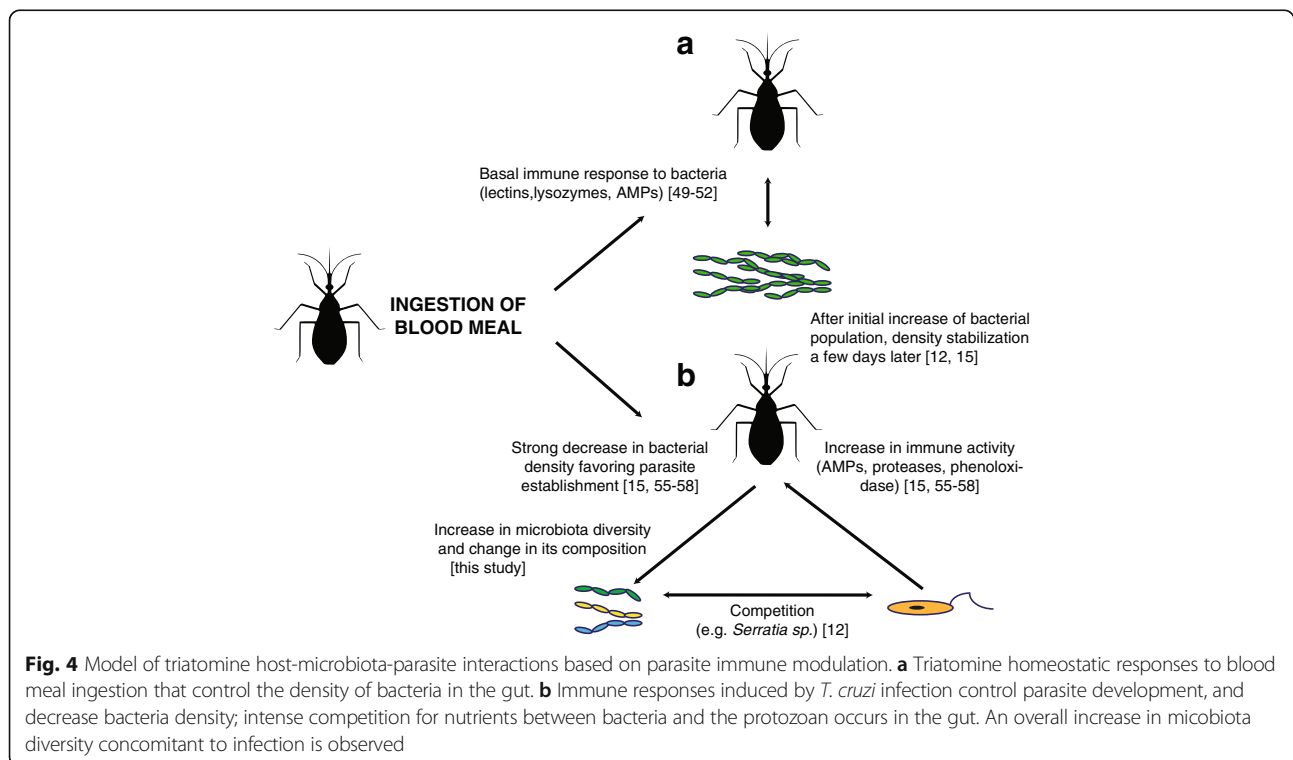 a
Basal immune response to bacteria
(lectins,lysozymes, AMPs) [49-52]
INGESTION OF
BLOOD MEAL
After initial increase of bacterial
population, density stabilization
a few days later [12, 15]
b
Strong decrease in bacterial
density favoring parasite
establishment [15, 55-58]
Increase in immune activity
(AMPs, proteases, phenoloxi-
dase) [15, 55-58]
Increase in microbiota diversity
and change in its composition
[this study]
Competition
(e.g. Serratia sp.) [12]
Fig. 4 Model of triatomine host-microbiota-parasite interactions based on parasite immune modulation. a Triatomine homeostatic responses to blood
meal ingestion that control the density of bacteria in the gut. b Immune responses induced by T. cruzi infection control parasite development, and
decrease bacteria density; intense competition for nutrients between bacteria and the protozoan occurs in the gut. An overall increase in micobiota
diversity concomitant to infection is observed